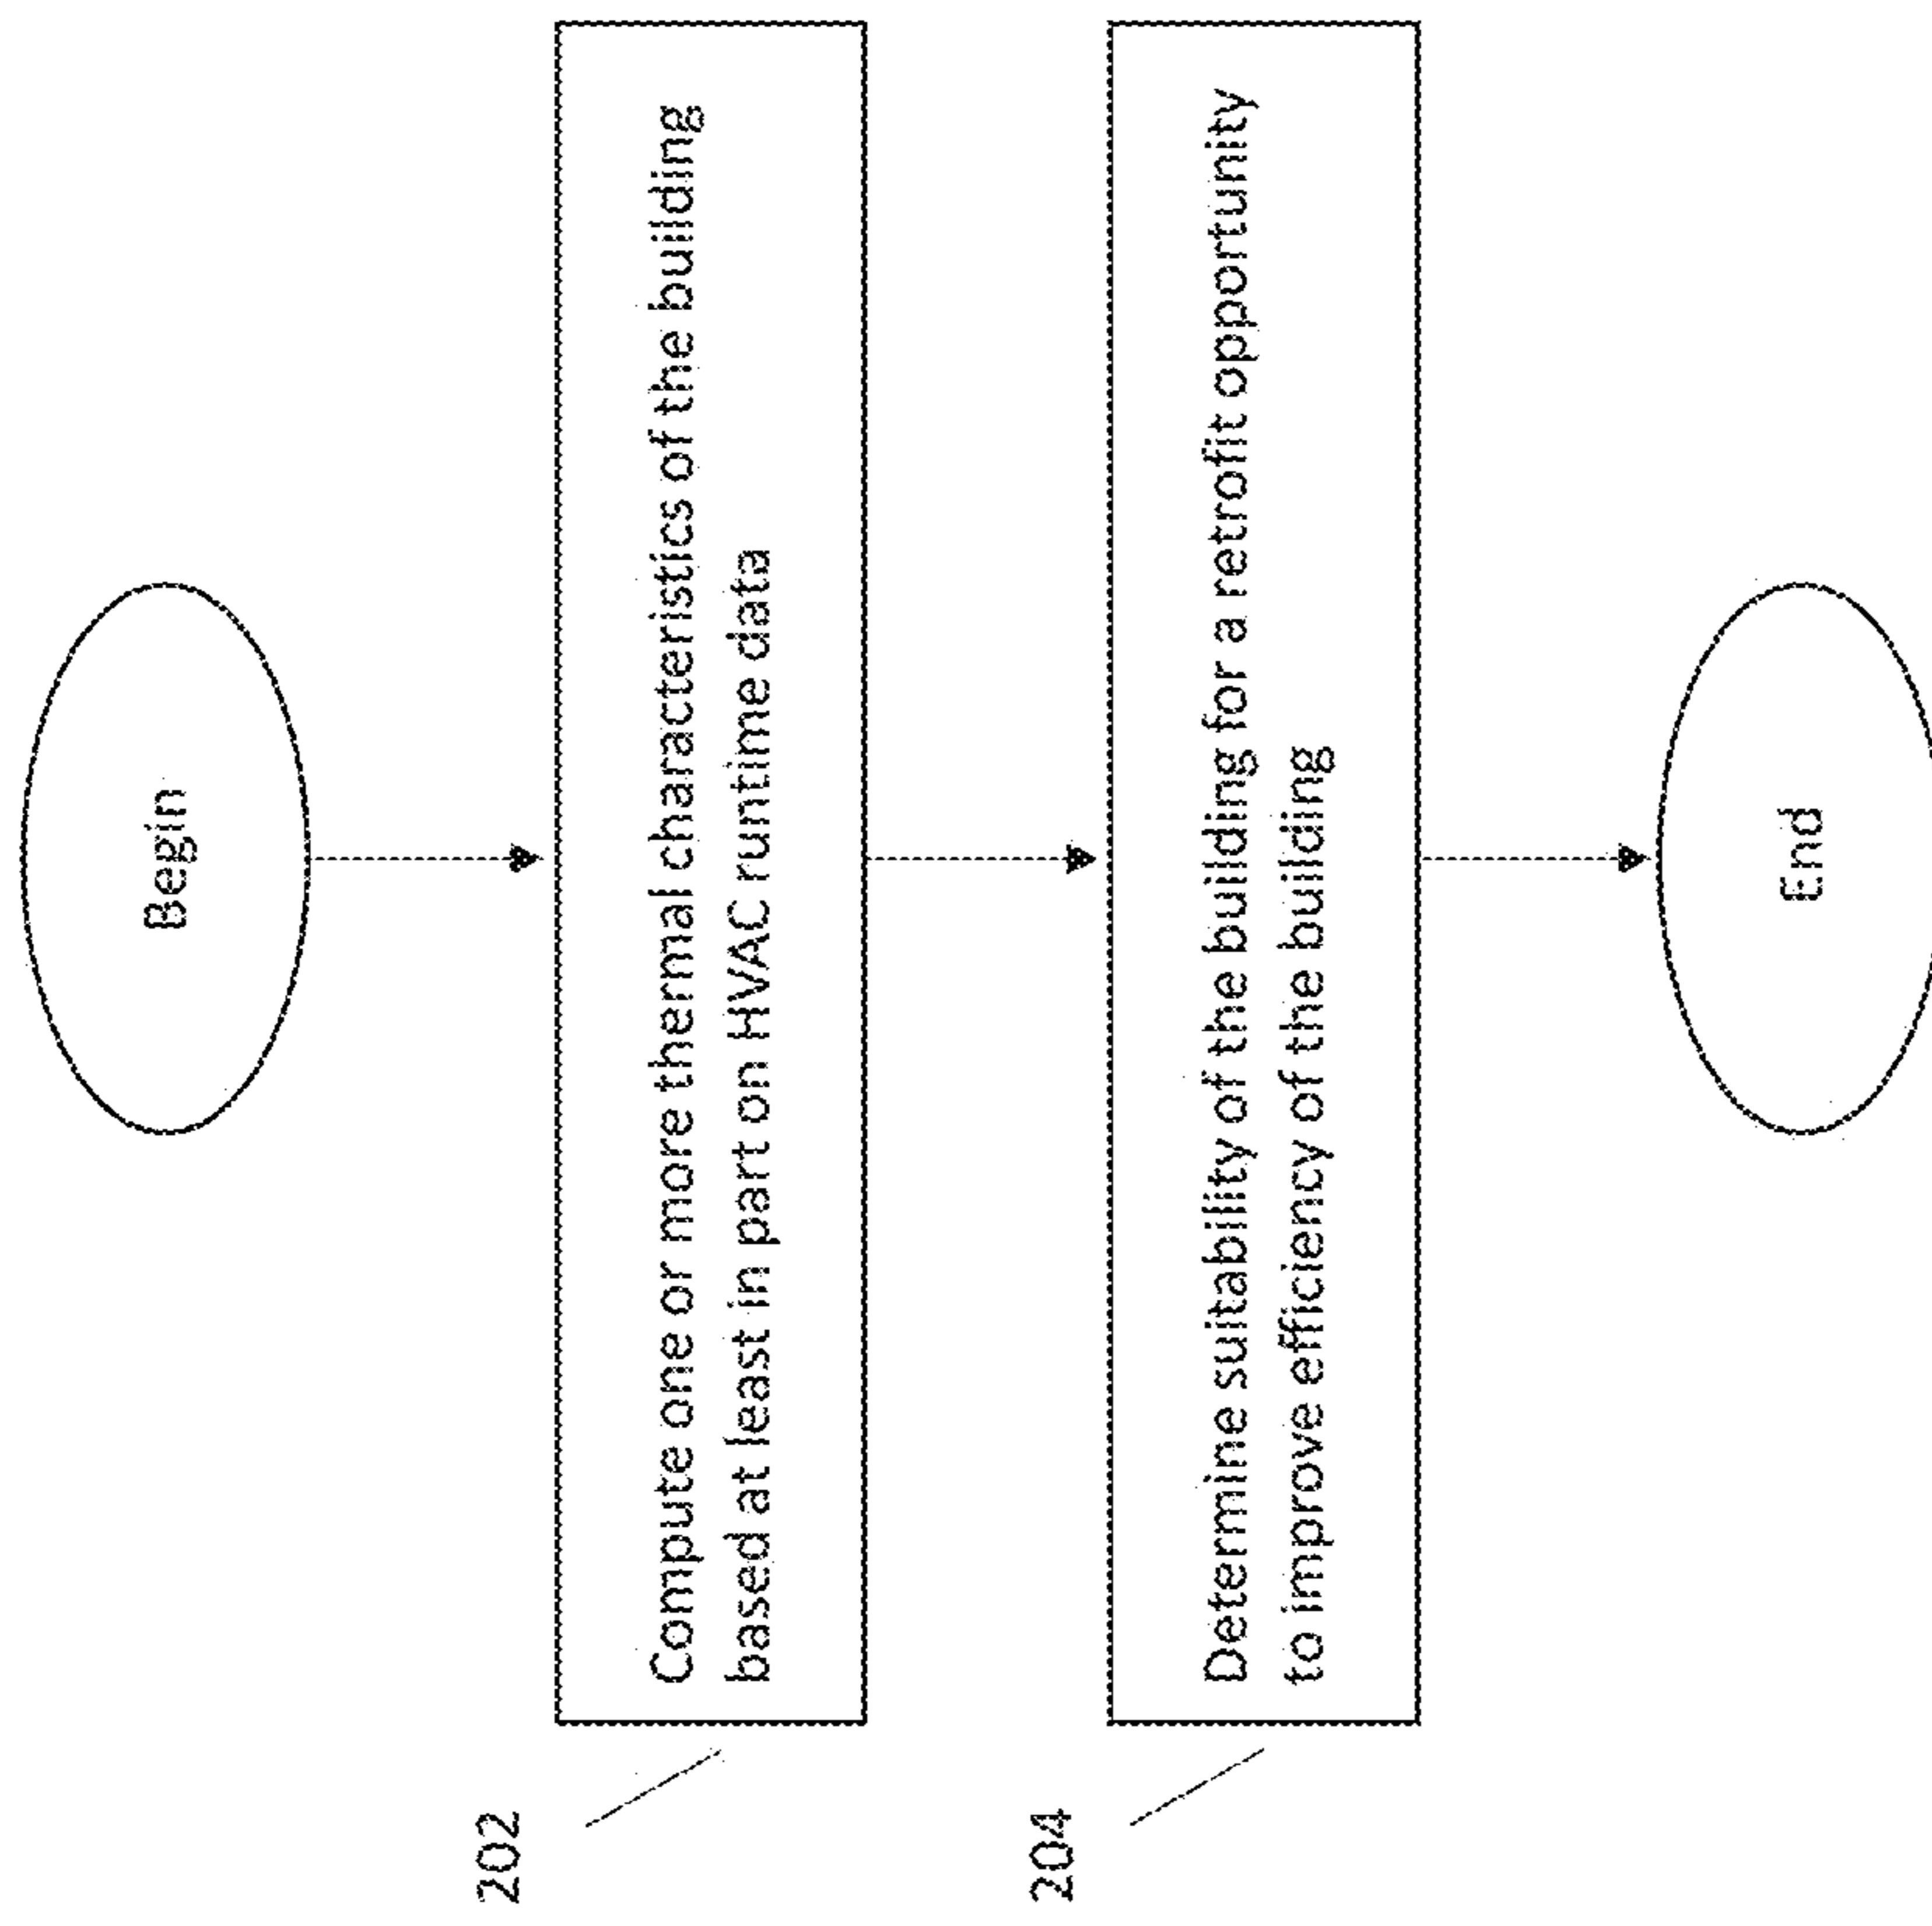 Begin
202
Compute one or more thermal characteristics of the building
based at least in part on HVAC runtime data
204
Determine suitability of the building for a retrofit opportunity
to improve efficiency of the building
End